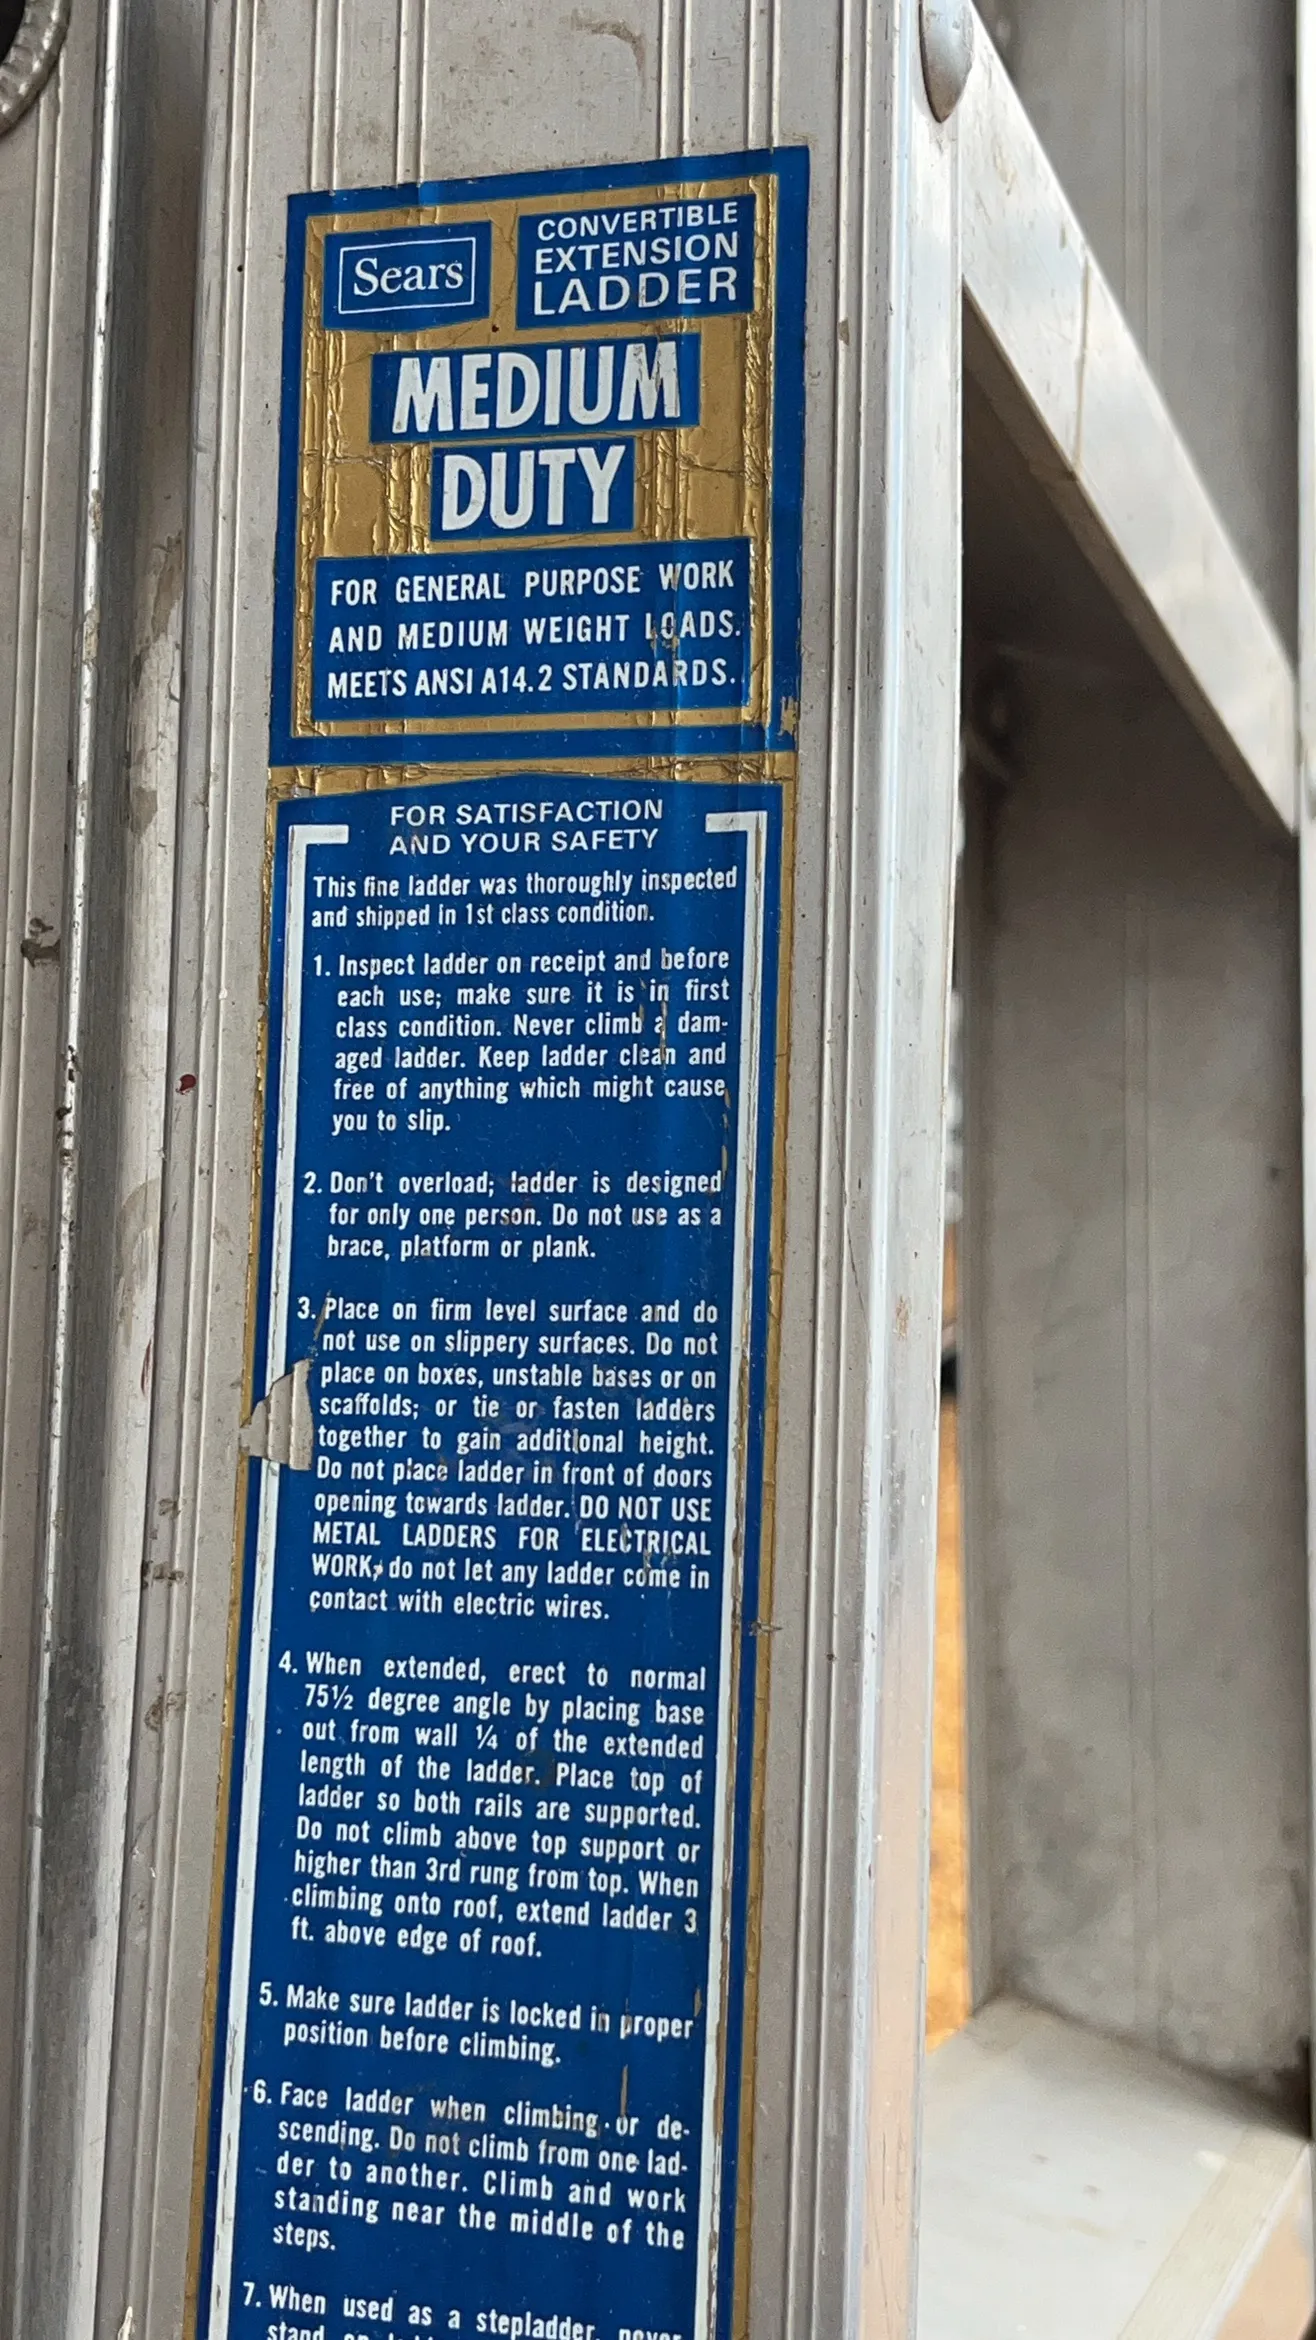 Sears
CONVERTIBLE
EXTENSION
LADDER
MEDIUM
DUTY
FOR GENERAL PURPOSE WORK
AND MEDIUM WEIGHT LOADS.
MEETS ANSI A14.2 STANDARDS.
FOR SATISFACTION
AND YOUR SAFETY
This fine ladder was thoroughly inspected
and shipped in 1st class condition.
1. Inspect ladder on receipt and before
each use; make sure it is in first
class condition. Never climb a dam-
aged ladder. Keep ladder clean and
free of anything which might cause
you to slip.
2. Don't overload; ladder is designed
for only one person. Do not use as a
brace, platform or plank.
3. Place on firm level surface and do
not use on slippery surfaces. Do not
place on boxes, unstable bases or on
scaffolds; or tie or fasten ladders
together to gain additional height.
Do not place ladder in front of doors
opening towards ladder. DO NOT USE
METAL LADDERS FOR ELECTRICAL
WORK, do not let any ladder come in
contact with electric wires.
4. When extended, erect to normal
75½ degree angle by placing base
out from wall ¼ of the extended
length of the ladder. Place top of
ladder so both rails are supported.
Do not climb above top support or
higher than 3rd rung from top. When
climbing onto roof, extend ladder 3
ft. above edge of roof.
5. Make sure ladder is locked in proper
position before climbing.
6. Face ladder when climbing or de-
scending. Do not climb from one lad-
der to another. Climb and work
standing near the middle of the
steps.
7. When used as a stepladder, never
stand